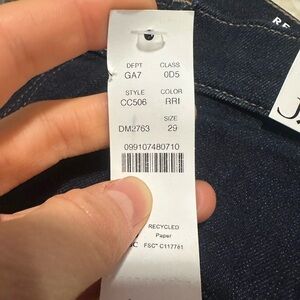 DEPT CLASS
GA7 0D5
STYLE COLOR
CC506 RRI
SIZE
DM2763 29
099107480710
RECYCLED
Paper
FSC® C117761